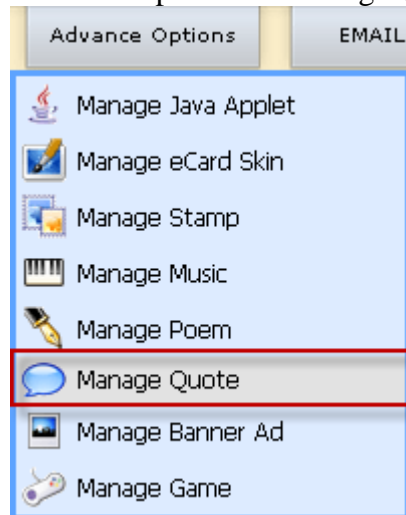 Advance Options EMAIL
Manage Java Applet
Manage eCard Skin
Manage Stamp
Manage Music
Manage Poem
Manage Quote
Manage Banner Ad
Manage Game